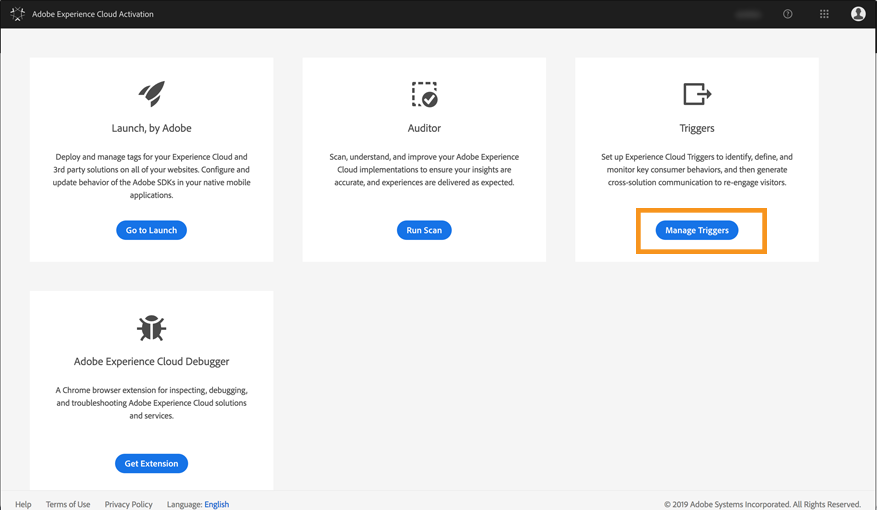 Adobe Experience Cloud Activation
Launch, by Adobe
Deploy and manage tags for your Experience Cloud and
3rd party solutions on all of your websites. Configure and
update behavior of the Adobe SDKs in your native mobile
applications.
Go to Launch
Auditor
Scan, understand, and improve your Adobe Experience
Cloud implementations to ensure your insights are
accurate, and experiences are delivered as expected.
Run Scan
Triggers
Set up Experience Cloud Triggers to identify, define, and
monitor key consumer behaviors, and then generate
cross-solution communication to re-engage visitors.
Manage Triggers
Adobe Experience Cloud Debugger
A Chrome browser extension for inspecting, debugging,
and troubleshooting Adobe Experience Cloud solutions
and services.
Get Extension
Help Terms of Use Privacy Policy Language: English
© 2019 Adobe Systems Incorporated. All Rights Reserved.